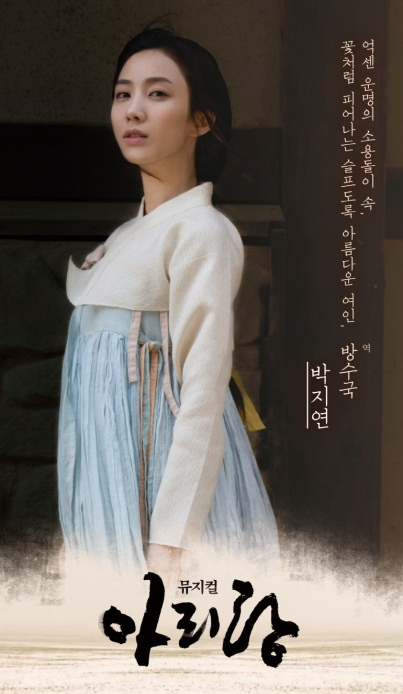 억센 운명의 소용돌이 속,
꽃처럼 피어나는 슬프도록 아름다운 여인,
방수국 역
박지연
뮤지컬
아리랑